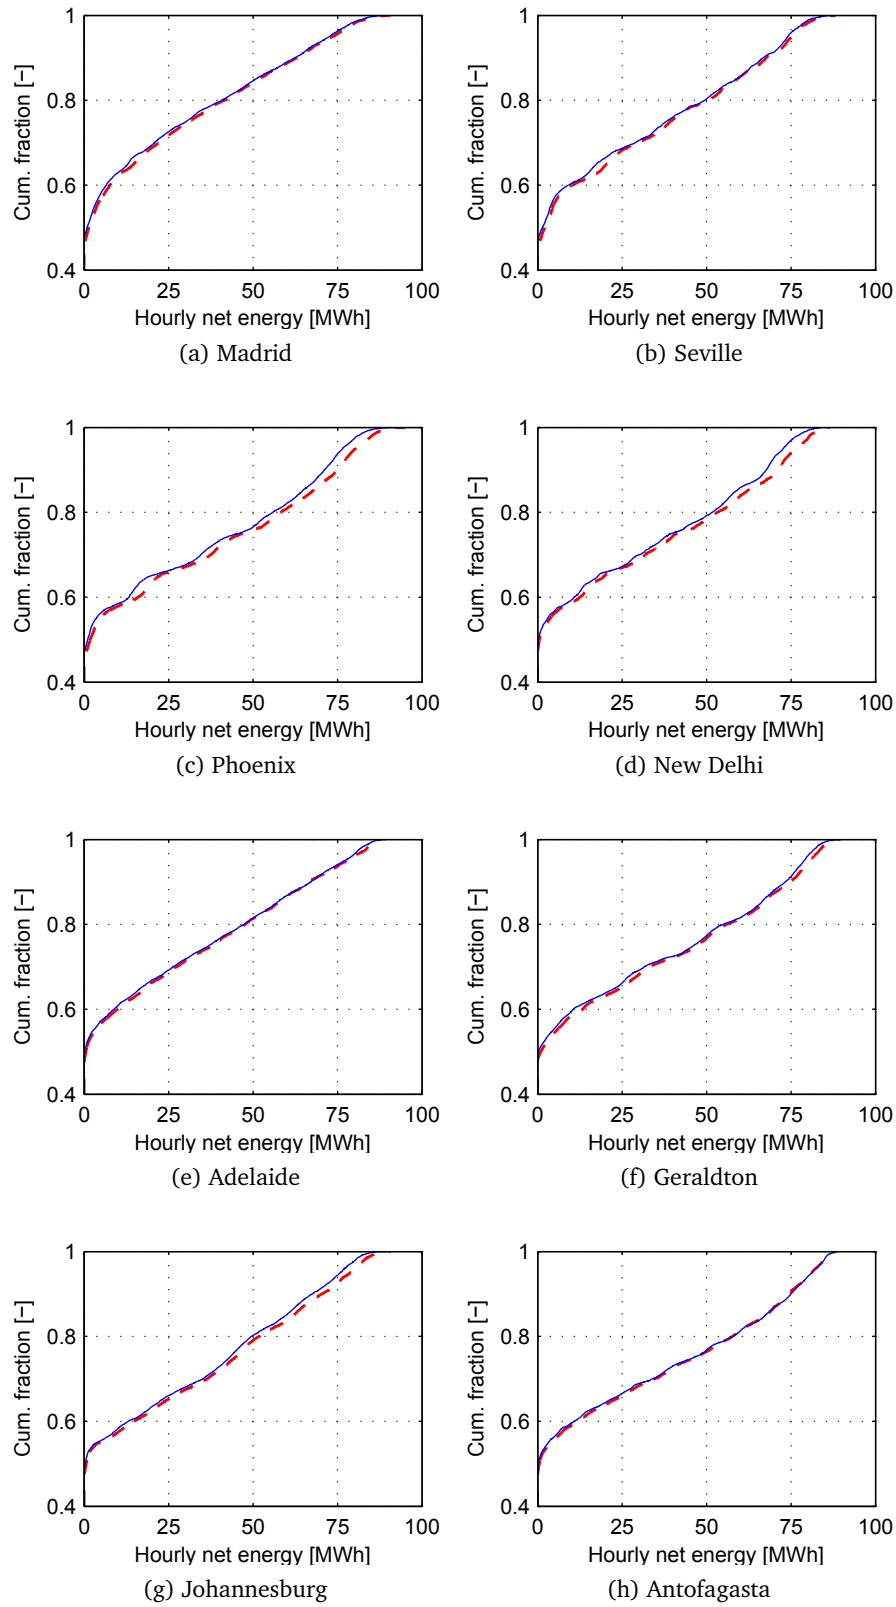 1 1
0.8 0.8
0.6 0.6
0.4 0.4
Cum. fraction [−] Cum. fraction [−]
0 25 50 75 100 0 25 50 75 100
Hourly net energy [MWh] Hourly net energy [MWh]
(a) Madrid (b) Seville
1 1
0.8 0.8
0.6 0.6
0.4 0.4
Cum. fraction [−] Cum. fraction [−]
0 25 50 75 100 0 25 50 75 100
Hourly net energy [MWh] Hourly net energy [MWh]
(c) Phoenix (d) New Delhi
1 1
0.8 0.8
0.6 0.6
0.4 0.4
Cum. fraction [−] Cum. fraction [−]
0 25 50 75 100 0 25 50 75 100
Hourly net energy [MWh] Hourly net energy [MWh]
(e) Adelaide (f) Geraldton
1 1
0.8 0.8
0.6 0.6
0.4 0.4
Cum. fraction [−] Cum. fraction [−]
0 25 50 75 100 0 25 50 75 100
Hourly net energy [MWh] Hourly net energy [MWh]
(g) Johannesburg (h) Antofagasta